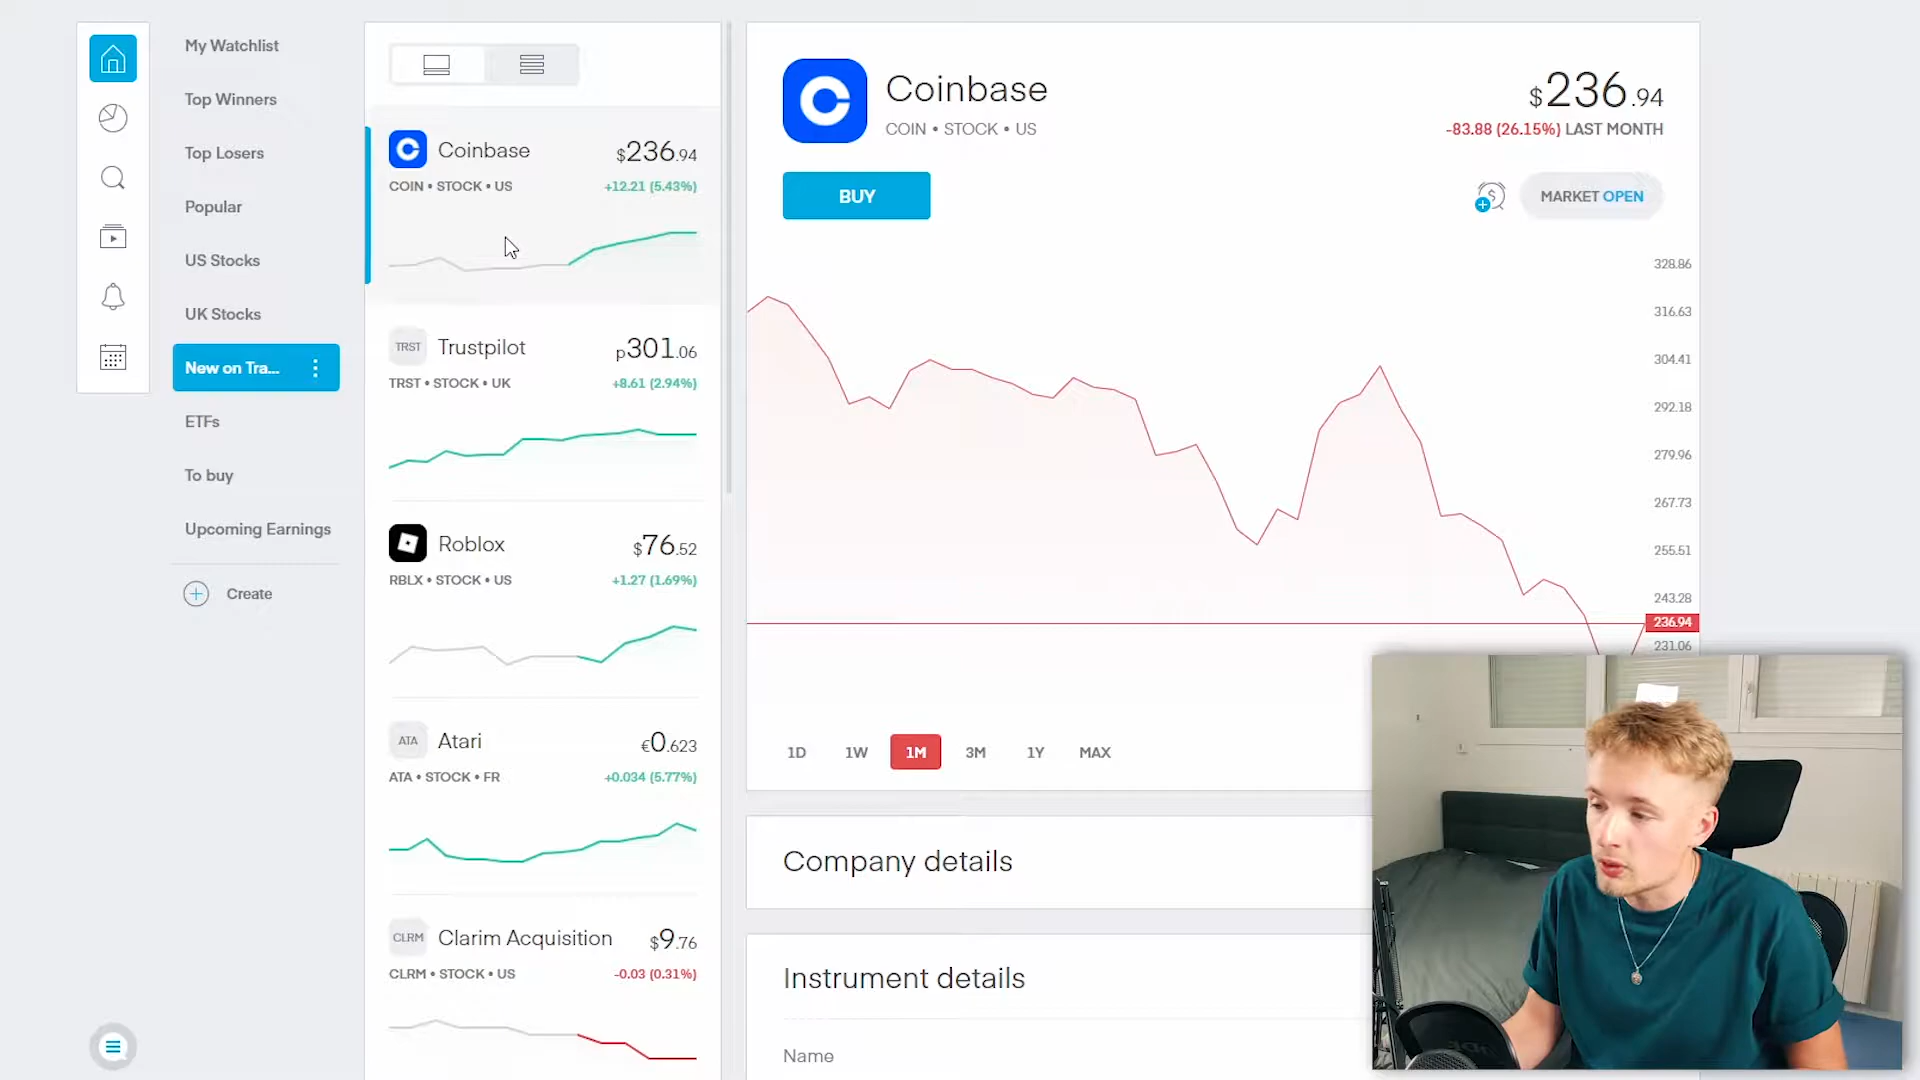 My Watchlist
Top Winners
Top Losers
Popular
US Stocks
UK Stocks
New on Tra...
ETFs
To buy
Upcoming Earnings
Create
Coinbase
$236.94
COIN • STOCK • US
+12.21 (5.43%)
TRST
Trustpilot
p301.06
TRST • STOCK • UK
+8.61 (2.94%)
Roblox
$76.52
RBLX • STOCK • US
+1.27 (1.69%)
ATA
Atari
€0.623
ATA • STOCK • FR
+0.034 (5.77%)
CLRM
Clarim Acquisition
$9.76
CLRM • STOCK • US
-0.03 (0.31%)
Coinbase
COIN • STOCK • US
$236.94
-83.88 (26.15%) LAST MONTH
BUY
MARKET OPEN
328.86
316.63
304.41
292.18
279.96
267.73
255.51
243.28
236.94
231.06
1D 1W 1M 3M 1Y MAX
Company details
Instrument details
Name